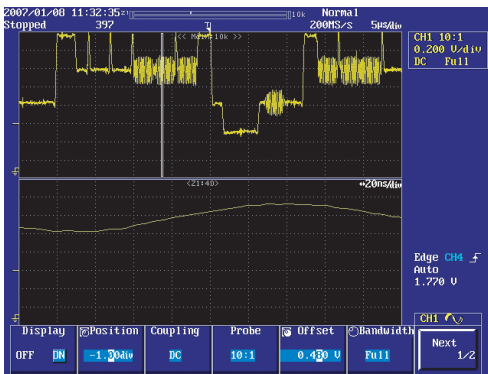 2007/01/08 11:32:35
10k
Normal
Stopped
397
200MS/s
5µs/div
<< Main:10k >>
CH1 10:1
0.200 V/div
DC Full
<Z1:40>
20ns/div
Edge CH4
Auto
1.770 V
CH1
Display
Position
Coupling
Probe
Offset
Bandwidth
Next
1/2
OFF ON
-1.00div
DC
10:1
0.480 V
Full